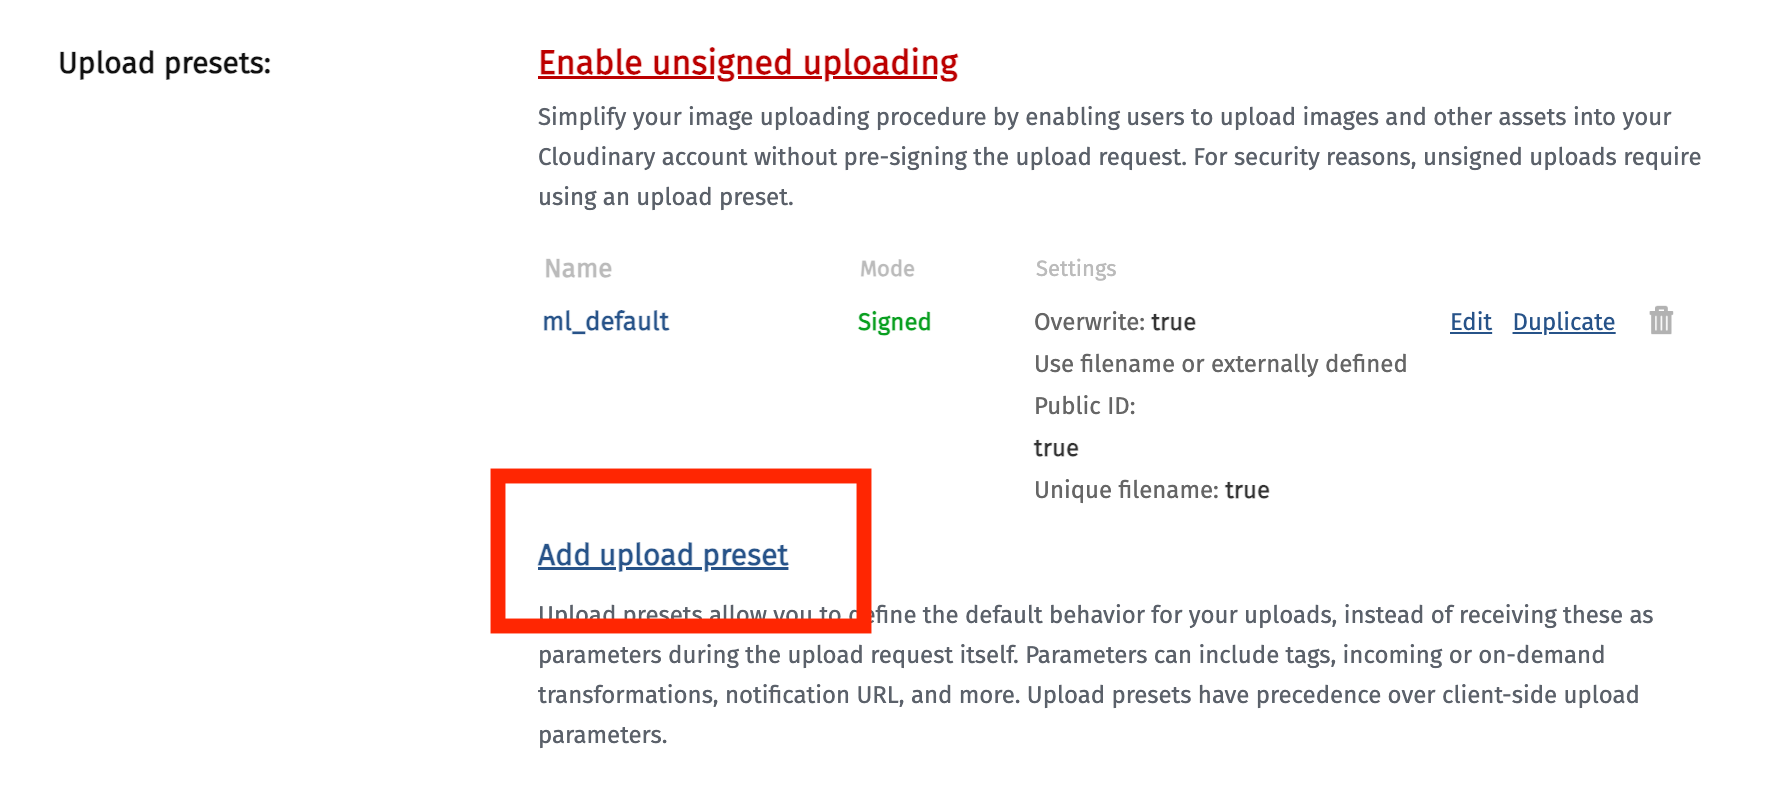 Upload presets:
Enable unsigned uploading
Simplify your image uploading procedure by enabling users to upload images and other assets into your
Cloudinary account without pre-signing the upload request. For security reasons, unsigned uploads require
using an upload preset.
Name Mode Settings
ml_default Signed Overwrite: true Edit Duplicate
Use filename or externally defined
Public ID:
true
Unique filename: true
Add upload preset
Upload presets allow you to define the default behavior for your uploads, instead of receiving these as
parameters during the upload request itself. Parameters can include tags, incoming or on-demand
transformations, notification URL, and more. Upload presets have precedence over client-side upload
parameters.